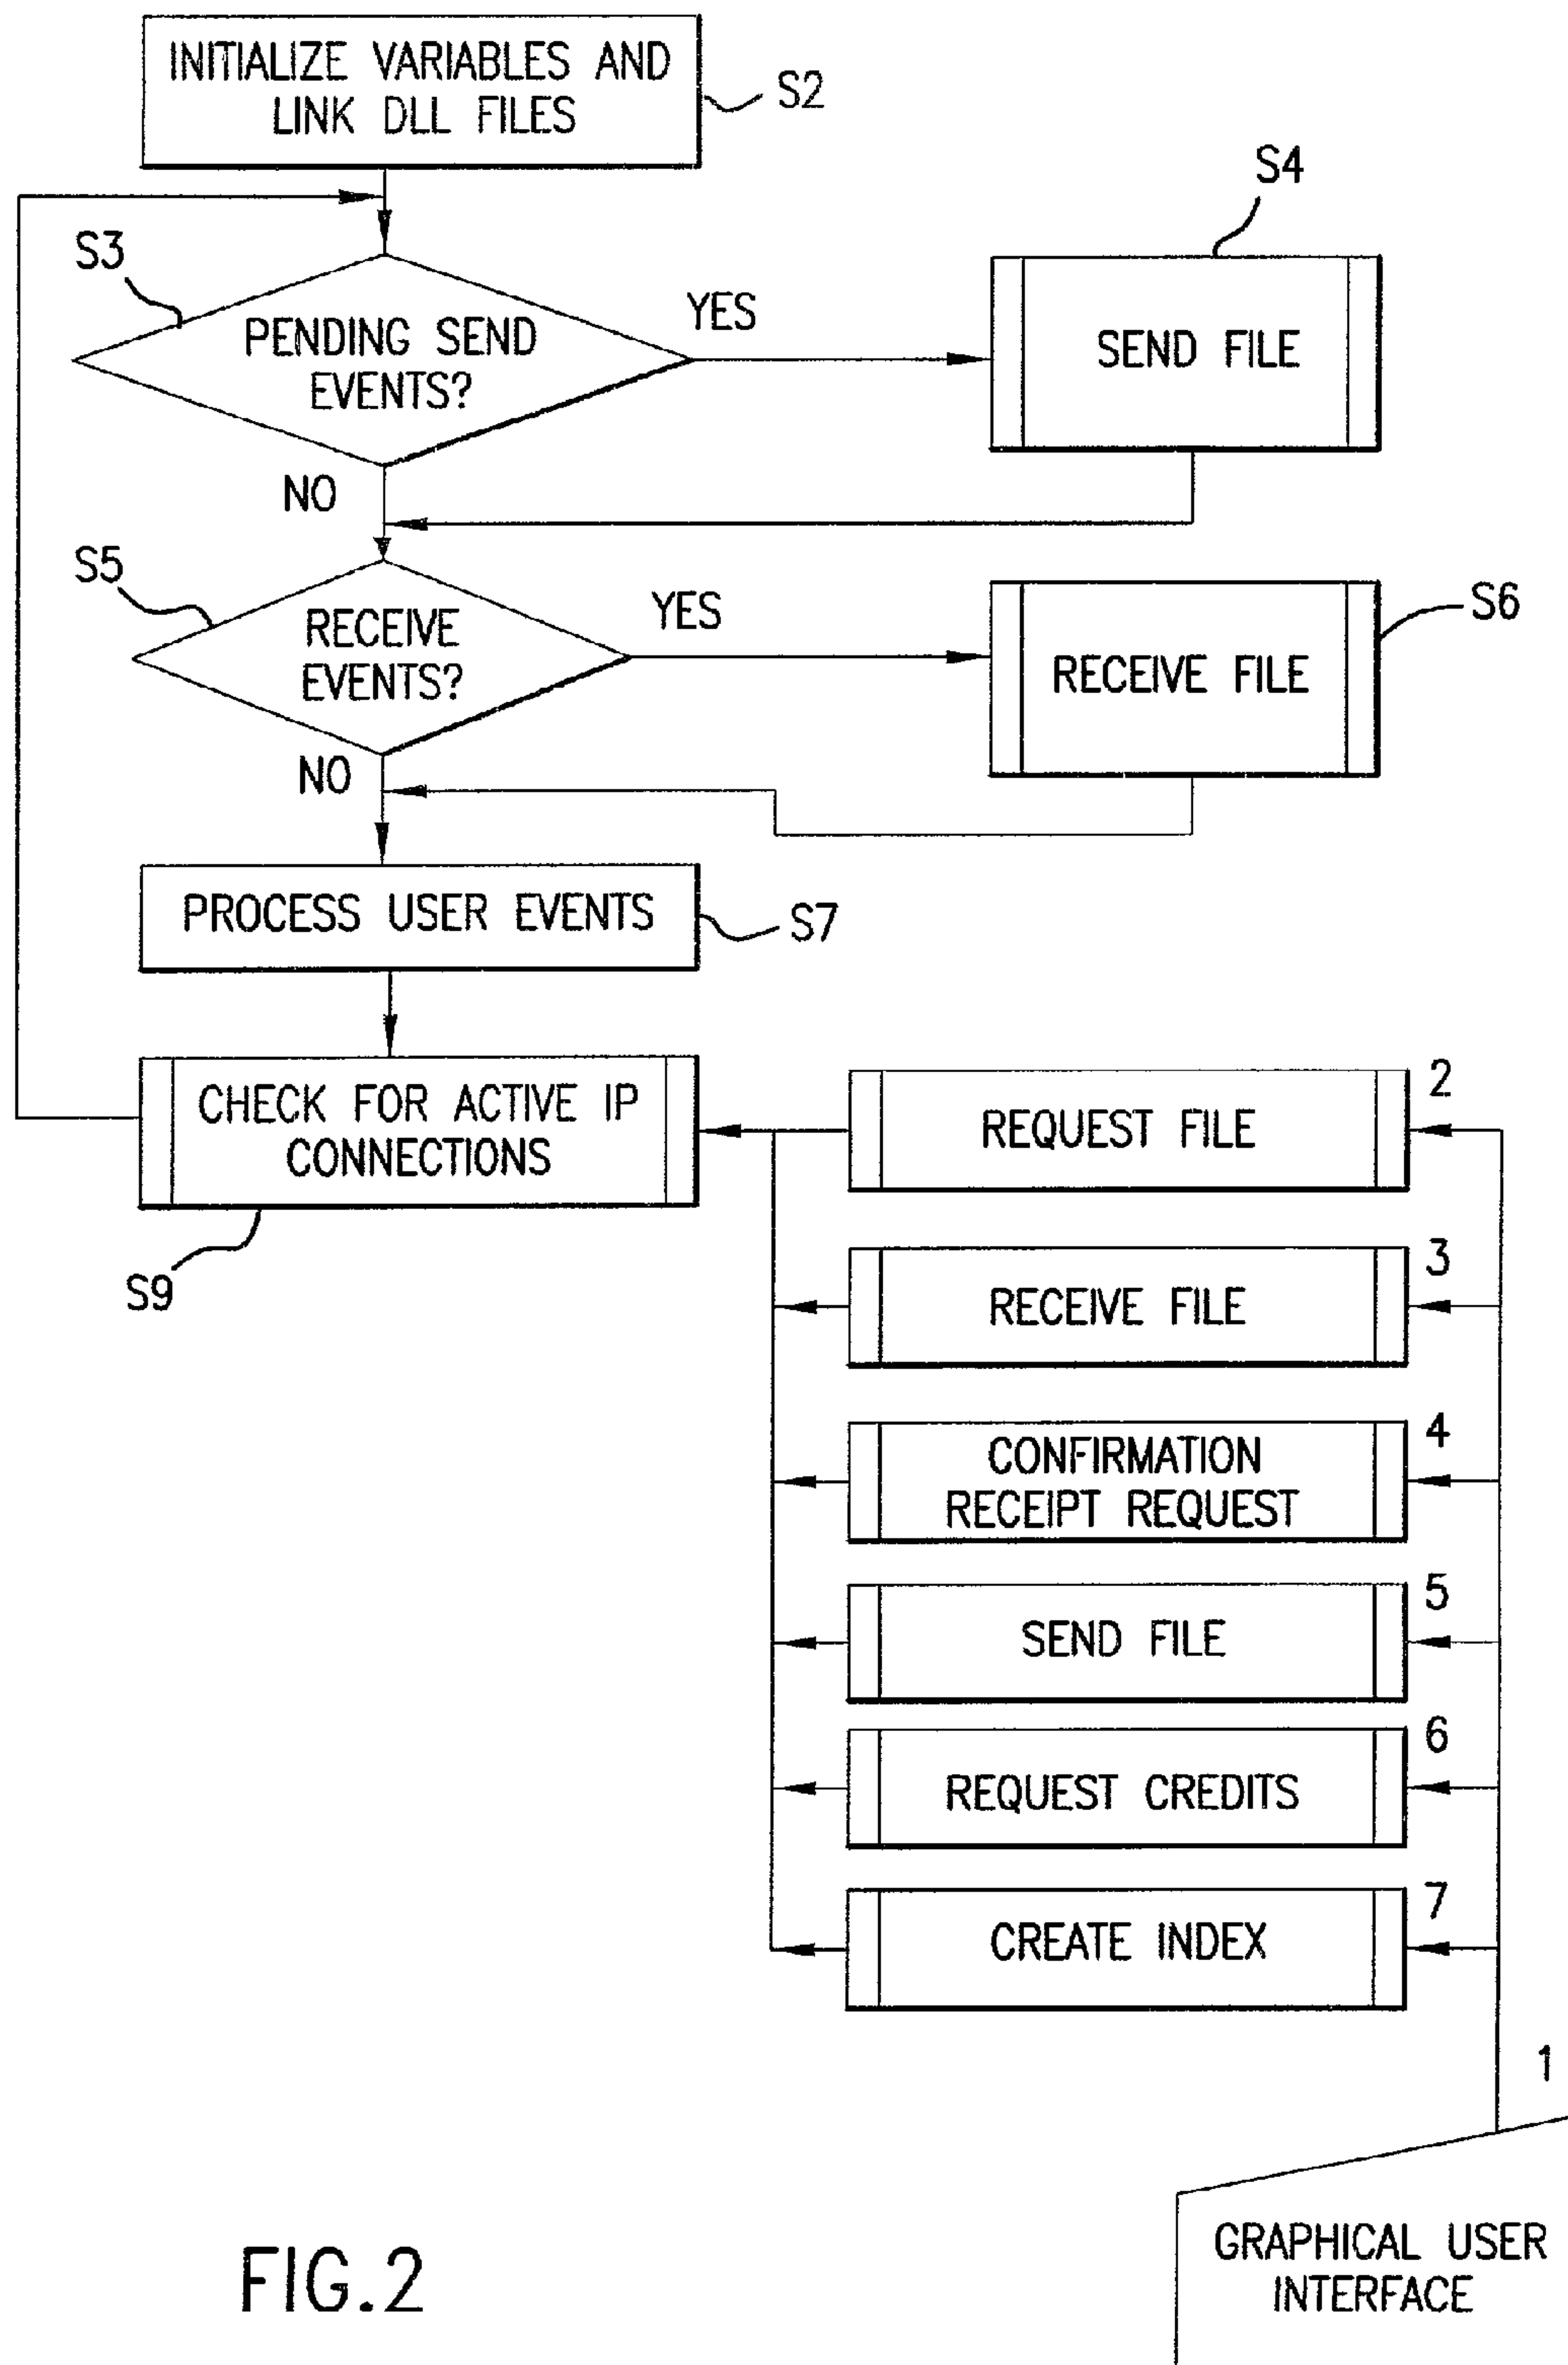 INITIALIZE VARIABLES AND
LINK DLL FILES
S2
S4
S3
PENDING SEND
EVENTS?
YES
SEND FILE
NO
S5
RECEIVE
EVENTS?
YES
RECEIVE FILE
S6
NO
PROCESS USER EVENTS
S7
CHECK FOR ACTIVE IP
CONNECTIONS
S9
REQUEST FILE
2
RECEIVE FILE
3
CONFIRMATION
RECEIPT REQUEST
4
SEND FILE
5
REQUEST CREDITS
6
CREATE INDEX
7
1
GRAPHICAL USER
INTERFACE
FIG.2